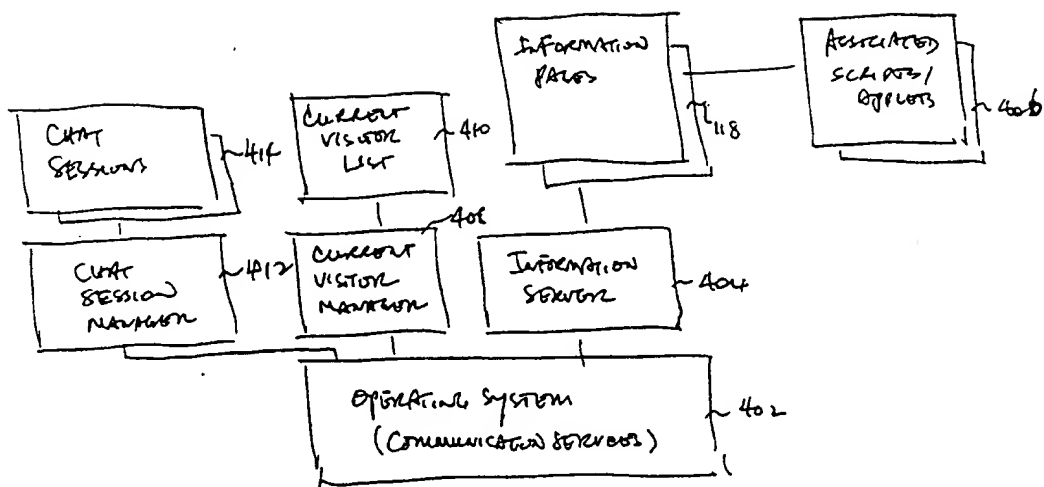 INFORMATION
PAGES
118
ASSOCIATED
SCRIPTS/
APPLETS
406
CHAT
SESSIONS
414
CURRENT
VISITOR
LIST
410
CHAT
SESSION
MANAGER
412
CURRENT
VISITOR
MANAGER
408
INFORMATION
SERVER
404
OPERATING SYSTEM
(COMMUNICATION SERVICES)
402